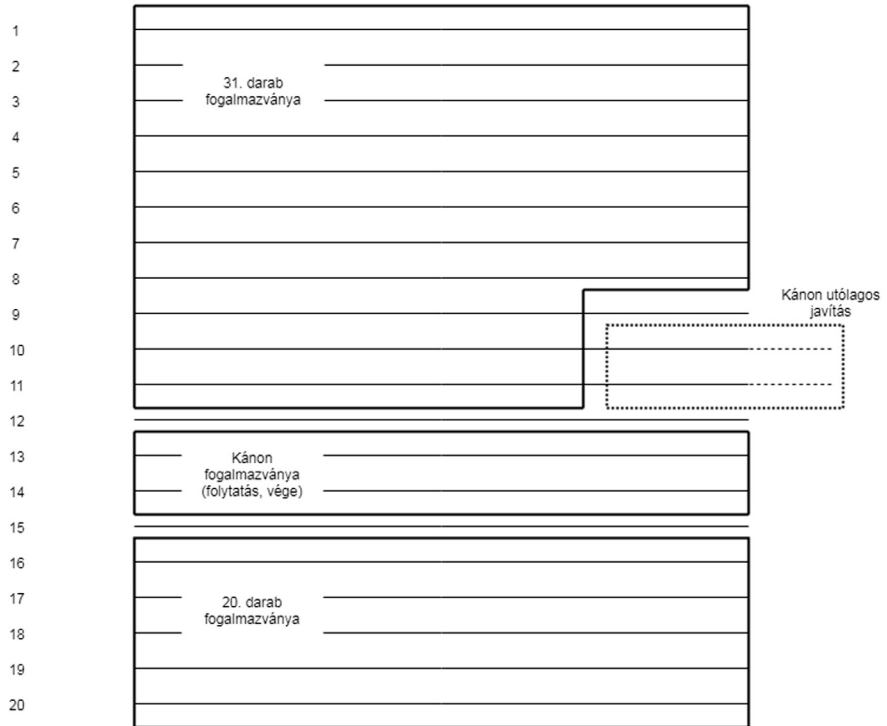 1
2
3
4
5
6
7
8
9
10
11
12
13
14
15
16
17
18
19
20
31. darab
fogalmazványa
Kánon utólagos
javítás
Kánon
fogalmazványa
(folytatás, vége)
20. darab
fogalmazványa